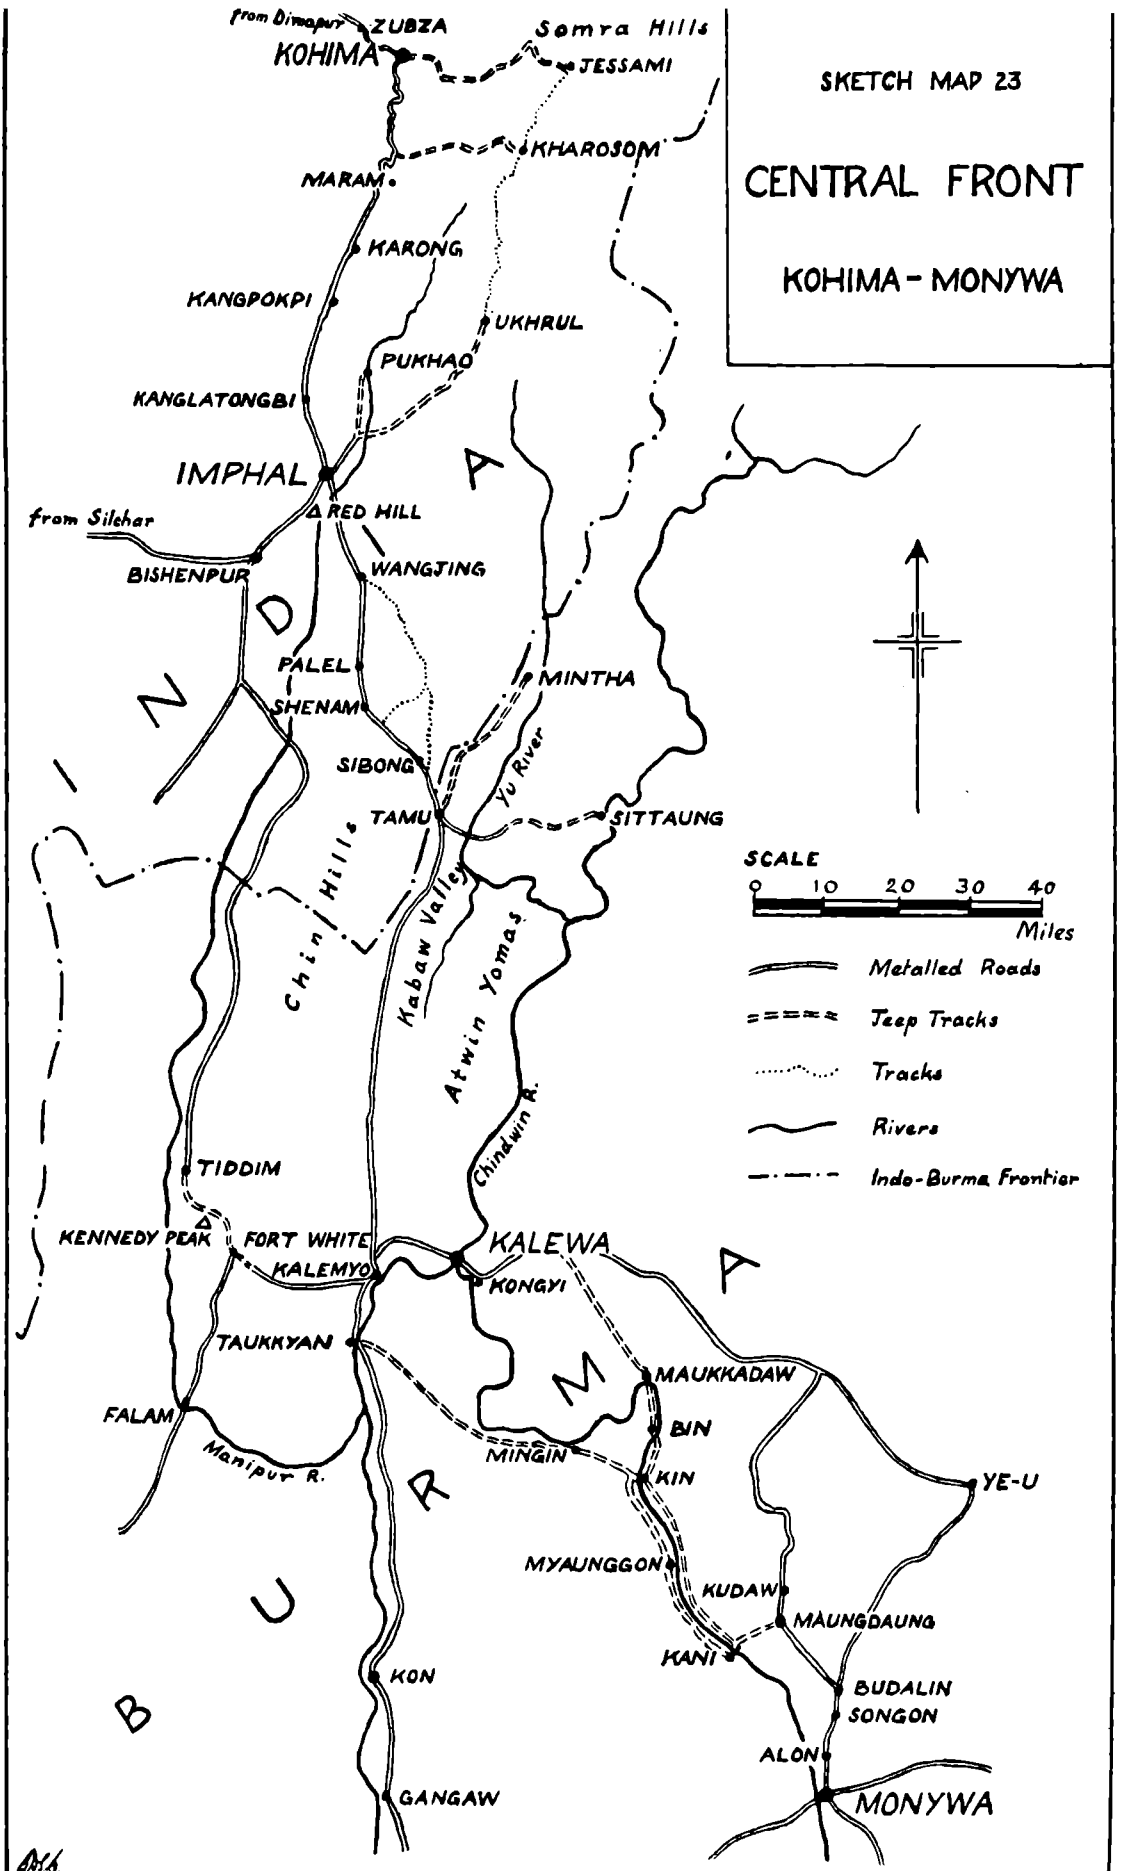 from Dimapur
ZUBZA
Somra Hills
KOHIMA
JESSAMI
SKETCH MAP 23
CENTRAL FRONT
KOHIMA-MONYWA
KHAROSOM
MARAM
KARONG
KANGPOKPI
UKHRUL
PUKHAO
KANGLATONGBI
IMPHAL
RED HILL
from Silchar
BISHENPUR
WANGJING
INDIA
PALEL
MINTHA
SHENAM
SIBONG
Yu River
TAMU
SITTAUNG
Chin Hills
Kabaw Valley
Atwin Yomas
SCALE
0 10 20 30 40
Miles
Metalled Roads
Jeep Tracks
Tracks
Rivers
Indo-Burma Frontier
Chindwin R.
TIDDIM
KENNEDY PEAK
FORT WHITE
KALEWA
KALEMYO
KONGYI
TAUKKYAN
MAUKKADAW
FALAM
BIN
Manipur R.
MINGIN
KIN
YE-U
BURMA
MYAUNGGON
KUDAW
MAUNGDAUNG
KANI
KON
BUDALIN
SONGON
ALON
GANGAW
MONYWA